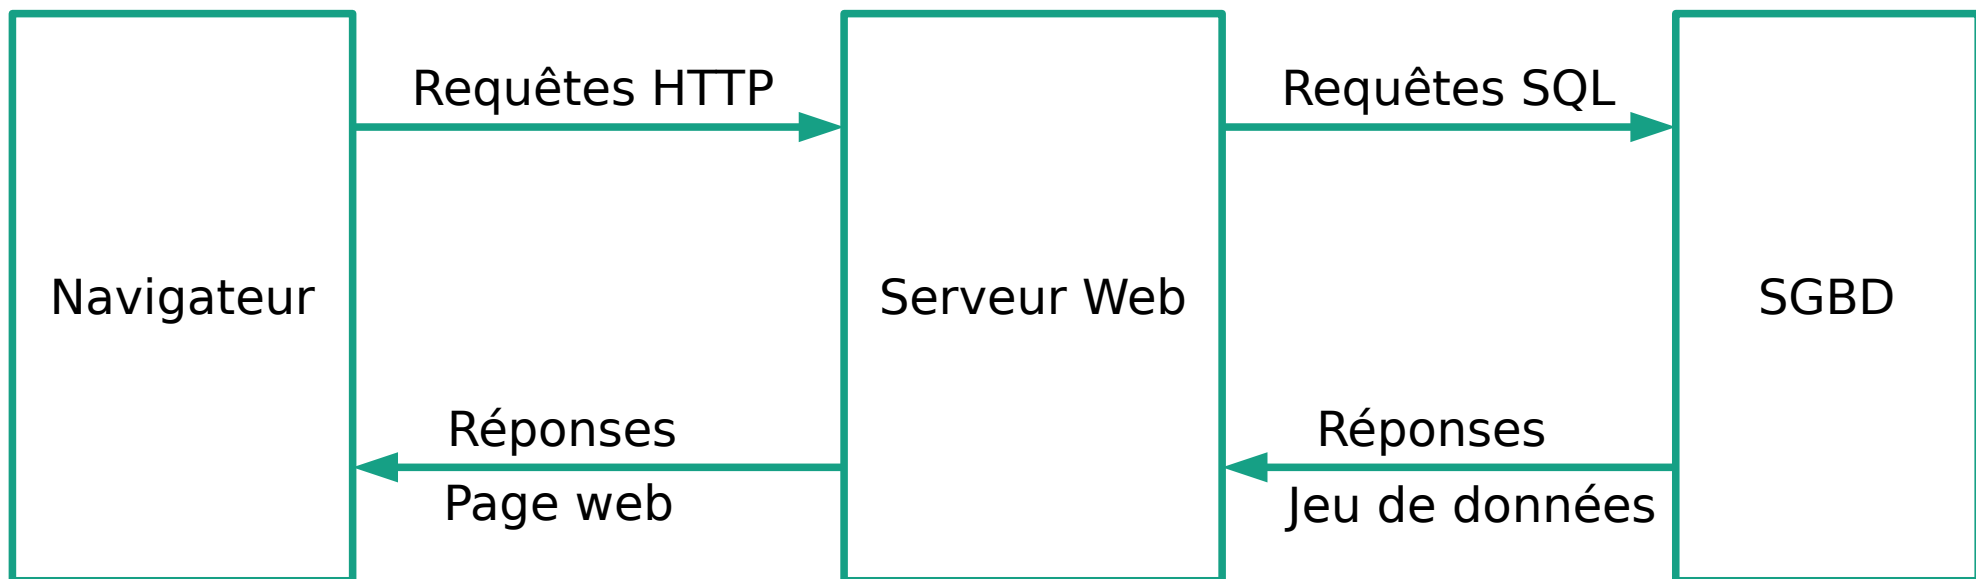 Requêtes HTTP
Requêtes SQL
Navigateur
Serveur Web
SGBD
Réponses
Page web
Réponses
Jeu de données